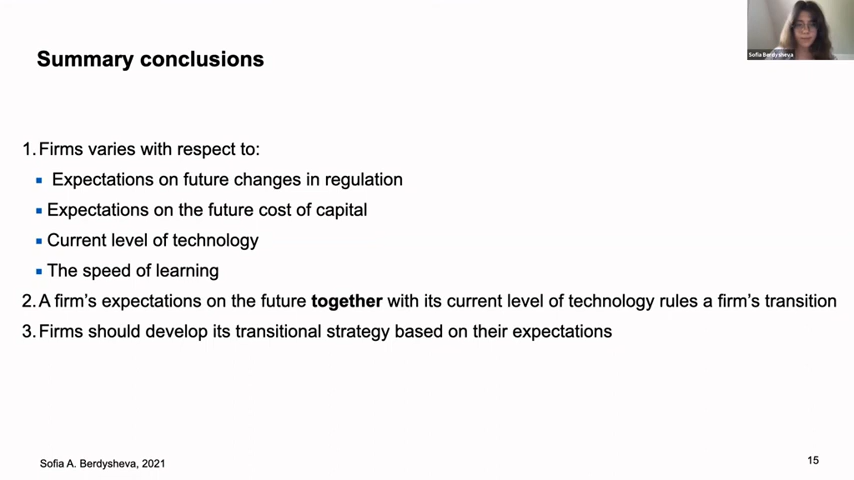 Summary conclusions
Sofia Berdysheva
1. Firms varies with respect to:
▪ Expectations on future changes in regulation
▪ Expectations on the future cost of capital
▪ Current level of technology
▪ The speed of learning
2. A firm's expectations on the future together with its current level of technology rules a firm's transition
3. Firms should develop its transitional strategy based on their expectations
Sofia A. Berdysheva, 2021
15